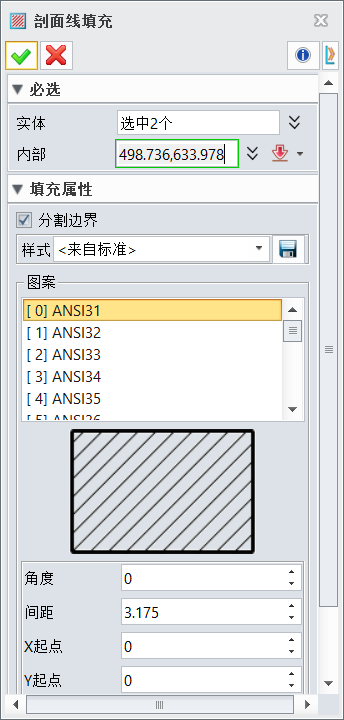 剖面线填充
必选
实体 选中2个
内部 498.736,633.978
填充属性
分割边界
样式 <来自标准>
图案
[ 0] ANSI31
[ 1] ANSI32
[ 2] ANSI33
[ 3] ANSI34
[ 4] ANSI35
[ 5] ANSI36
角度 0
间距 3.175
X起点 0
Y起点 0